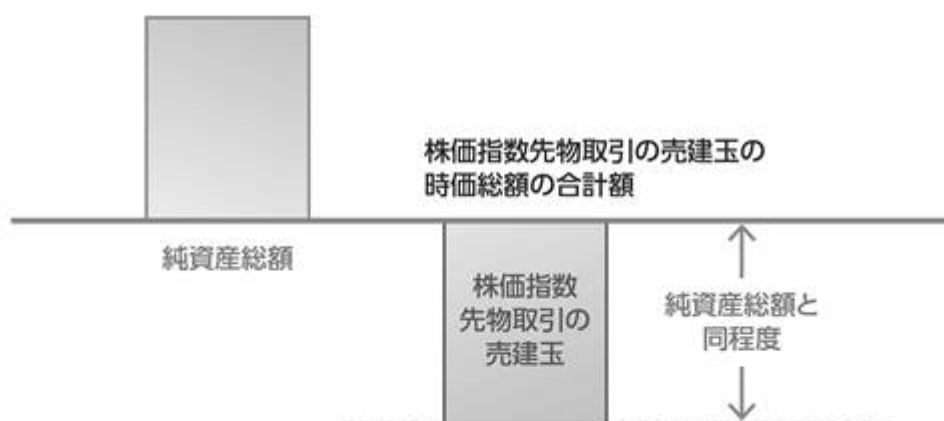 株価指数先物取引の売建玉の
時価総額の合計額
純資産総額
株価指数
先物取引の
売建玉
純資産総額と
同程度